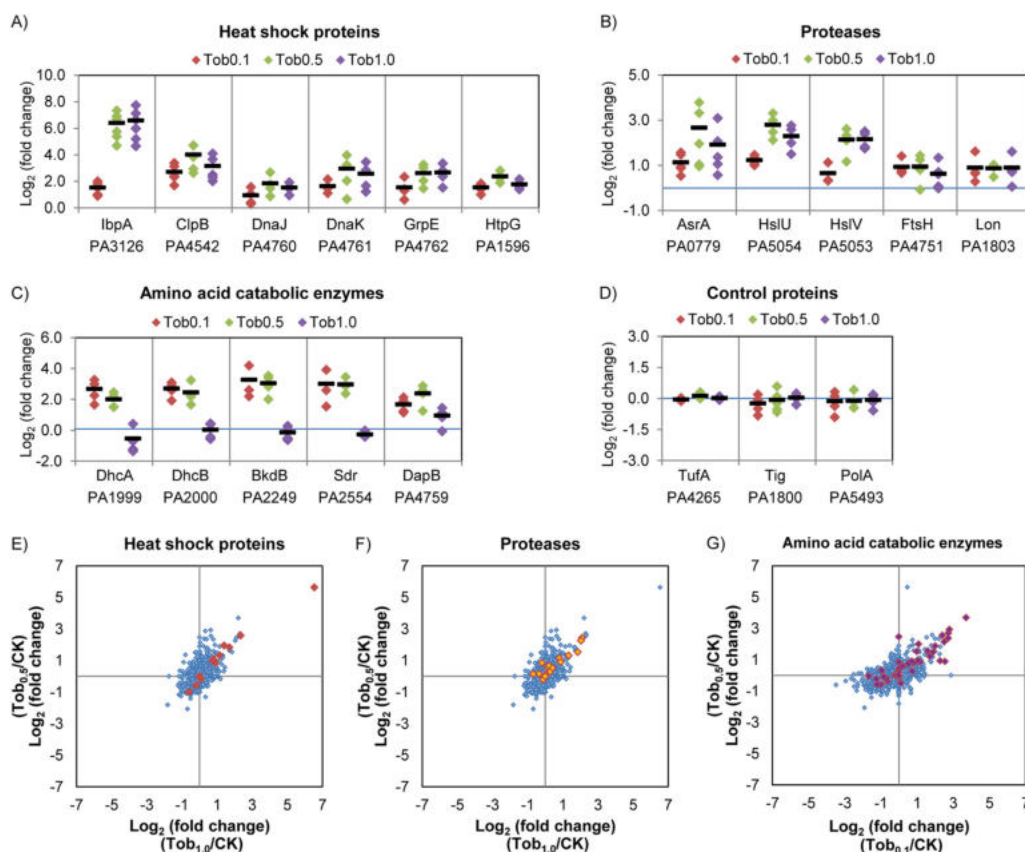 A)
Heat shock proteins
Tob0.1 Tob0.5 Tob1.0
Log2 (fold change)
10.0
8.0
6.0
4.0
2.0
0.0
IbpA ClpB DnaJ DnaK GrpE HtpG
PA3126 PA4542 PA4760 PA4761 PA4762 PA1596
B)
Proteases
Tob0.1 Tob0.5 Tob1.0
Log2 (fold change)
5.0
3.0
1.0
-1.0
AsrA HslU HslV FtsH Lon
PA0779 PA5054 PA5053 PA4751 PA1803
C)
Amino acid catabolic enzymes
Tob0.1 Tob0.5 Tob1.0
Log2 (fold change)
6.0
4.0
2.0
0.0
-2.0
DhcA DhcB BkdB Sdr DapB
PA1999 PA2000 PA2249 PA2554 PA4759
D)
Control proteins
Tob0.1 Tob0.5 Tob1.0
Log2 (fold change)
3.0
1.5
0.0
-1.5
-3.0
TufA Tig PolA
PA4265 PA1800 PA5493
E)
Heat shock proteins
(Tob0.5/CK)
Log2 (fold change)
7
5
3
1
-1
-3
-5
-7
-7 -5 -3 -1 1 3 5 7
Log2 (fold change)
(Tob1.0/CK)
F)
Proteases
(Tob0.5/CK)
Log2 (fold change)
7
5
3
1
-1
-3
-5
-7
-7 -5 -3 -1 1 3 5 7
Log2 (fold change)
(Tob1.0/CK)
G)
Amino acid catabolic enzymes
(Tob0.5/CK)
Log2 (fold change)
7
5
3
1
-1
-3
-5
-7
-7 -5 -3 -1 1 3 5 7
Log2 (fold change)
(Tob0.1/CK)